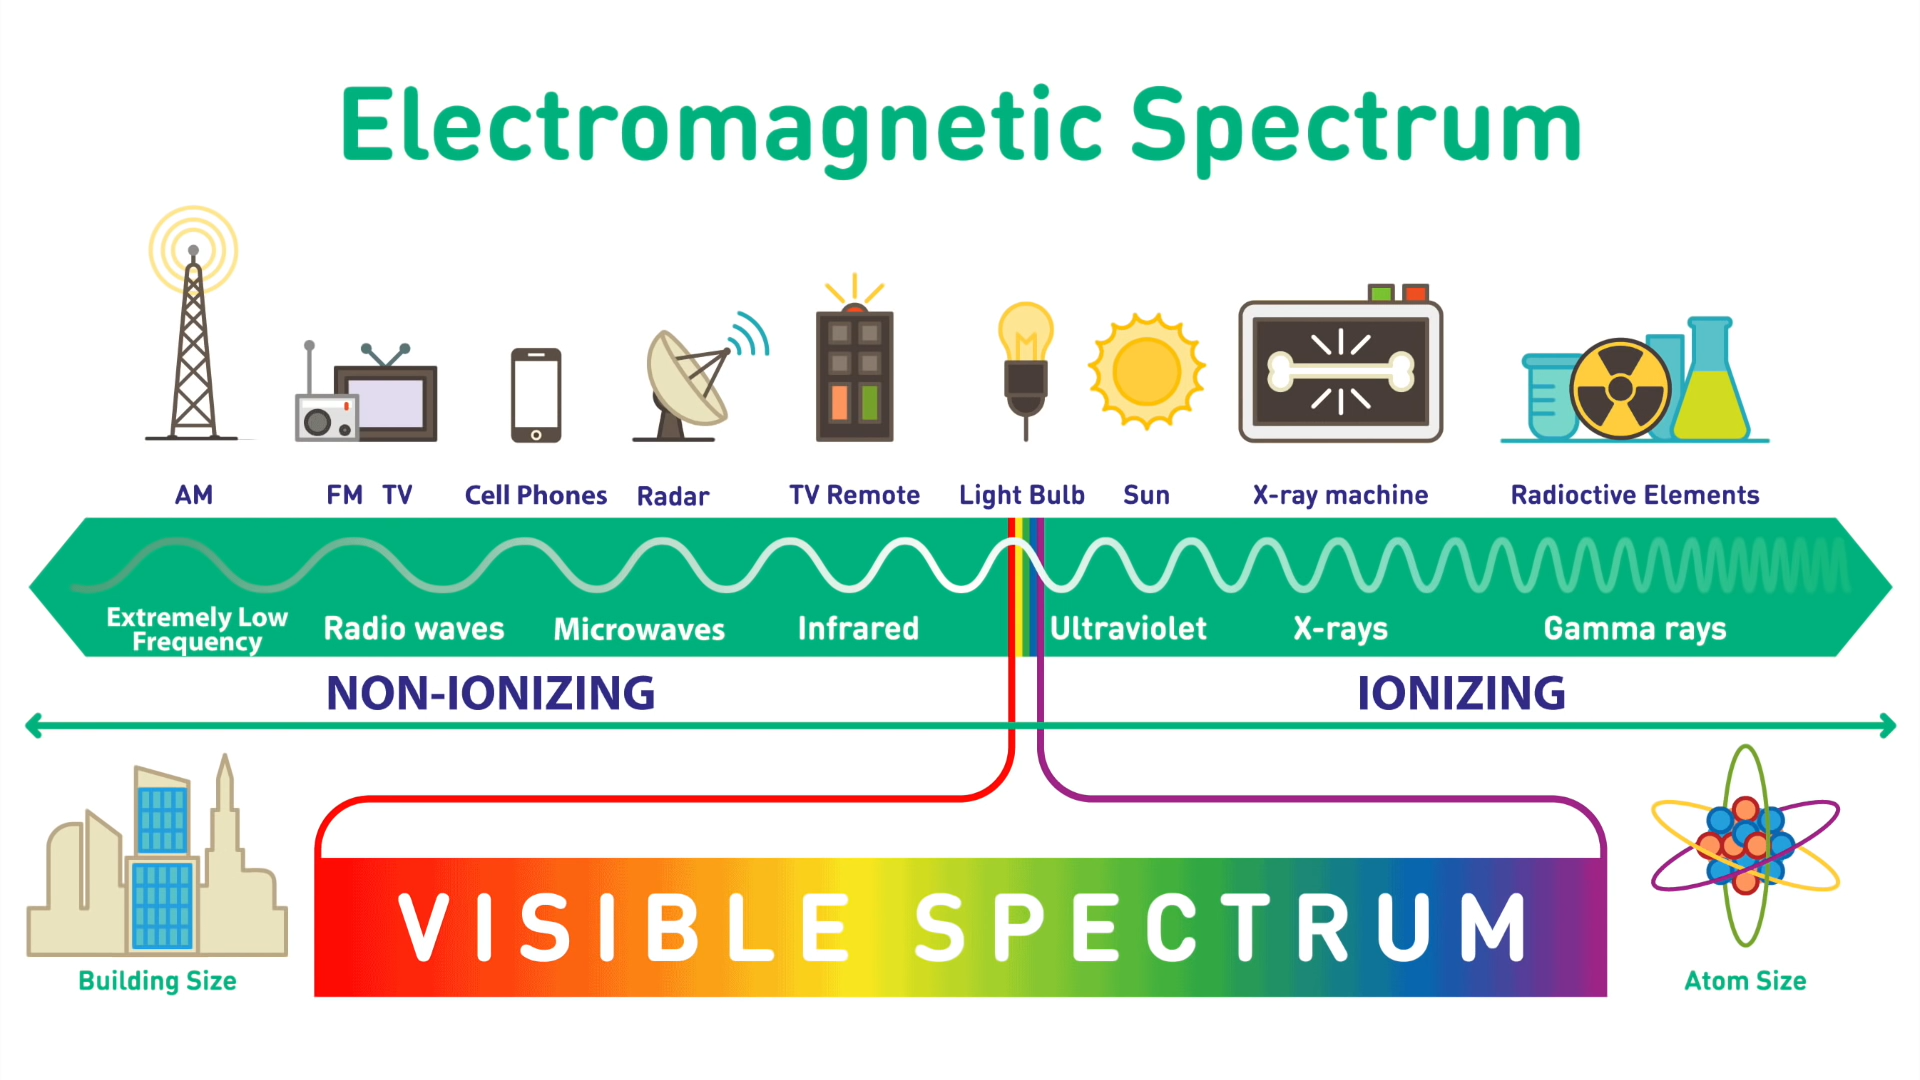 Electromagnetic Spectrum
AM
FM TV
Cell Phones
Radar
TV Remote
Light Bulb
Sun
X-ray machine
Radioctive Elements
Extremely Low
Frequency
Radio waves
Microwaves
Infrared
Ultraviolet
X-rays
Gamma rays
NON-IONIZING
IONIZING
VISIBLE SPECTRUM
Building Size
Atom Size